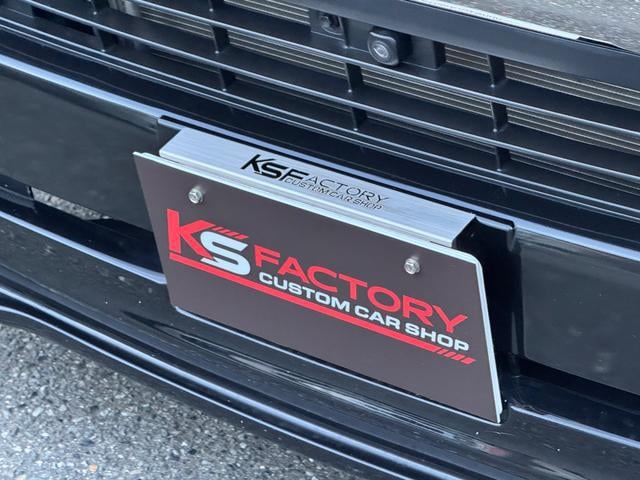 KSFACTORY
CUSTOM CAR SHOP
KS FACTORY
CUSTOM CAR SHOP